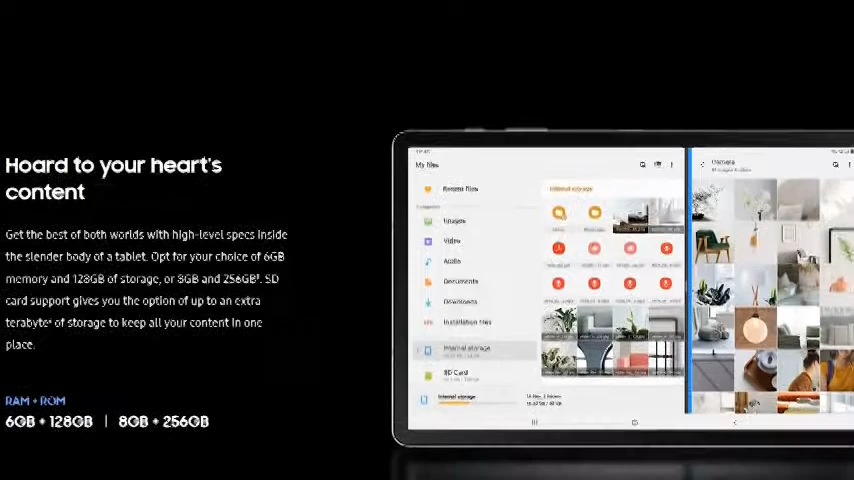 Hoard to your heart's
content
Get the best of both worlds with high-level specs inside
the slender body of a tablet. Opt for your choice of 6GB
memory and 128GB of storage, or 8GB and 256GB¹. SD
card support gives you the option of up to an extra
terabyte² of storage to keep all your content in one
place.
RAM + ROM
6GB + 128GB | 8GB + 256GB
My files
Recent files
Images
Video
Audio
Documents
Downloads
Installation files
Internal storage
SD Card
Internal storage
Internal storage
Camera